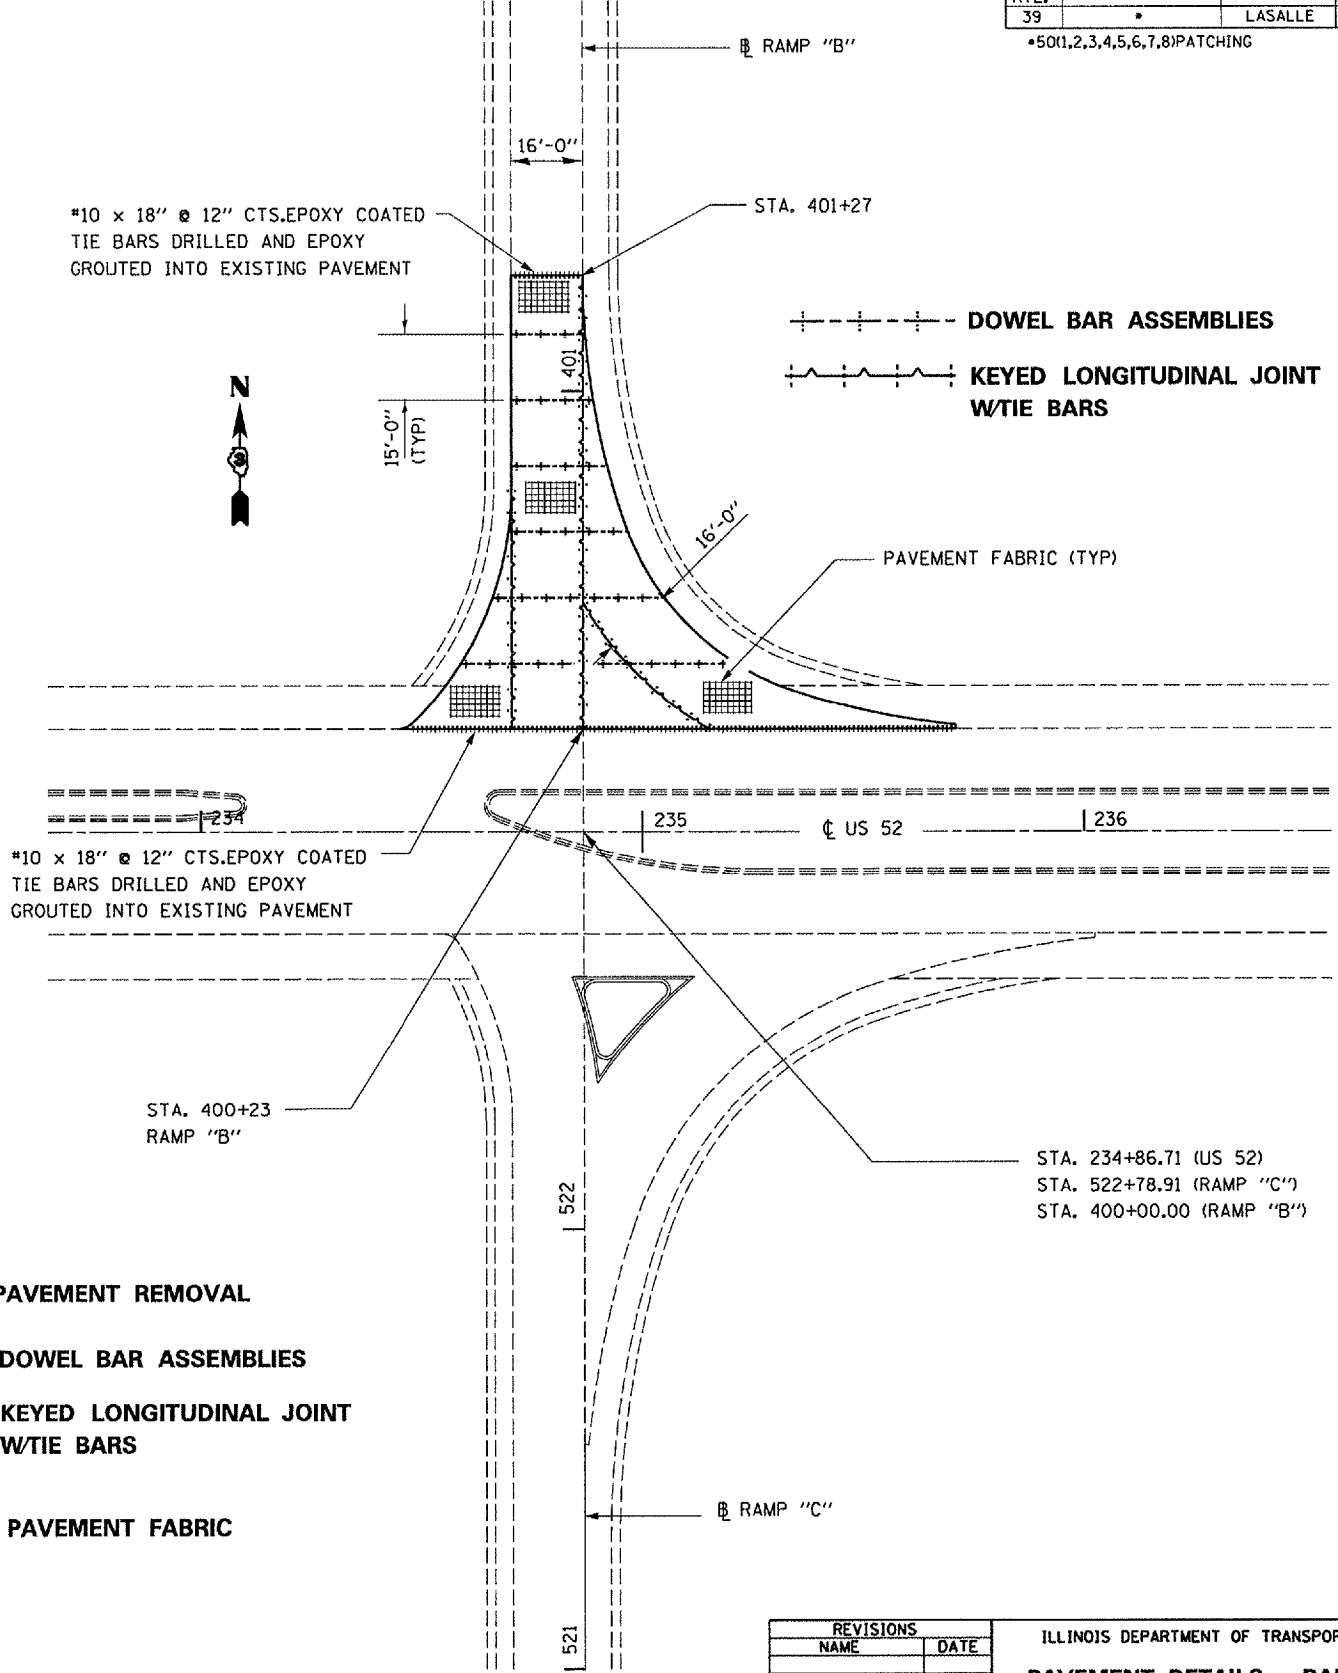 RTE.
39 * LASALLE
*50(1,2,3,4,5,6,7,8)PATCHING
℄ RAMP "B"
16'-0"
#10 x 18" @ 12" CTS.EPOXY COATED
TIE BARS DRILLED AND EPOXY
GROUTED INTO EXISTING PAVEMENT
STA. 401+27
DOWEL BAR ASSEMBLIES
KEYED LONGITUDINAL JOINT
W/TIE BARS
N
401
15'-0"
(TYP)
16'-0"
PAVEMENT FABRIC (TYP)
234
235
℄ US 52
236
#10 x 18" @ 12" CTS.EPOXY COATED
TIE BARS DRILLED AND EPOXY
GROUTED INTO EXISTING PAVEMENT
STA. 400+23
RAMP "B"
STA. 234+86.71 (US 52)
STA. 522+78.91 (RAMP "C")
STA. 400+00.00 (RAMP "B")
522
PAVEMENT REMOVAL
DOWEL BAR ASSEMBLIES
KEYED LONGITUDINAL JOINT
W/TIE BARS
PAVEMENT FABRIC
℄ RAMP "C"
521
REVISIONS
NAME DATE
ILLINOIS DEPARTMENT OF TRANSPOR
PAVEMENT DETAILS